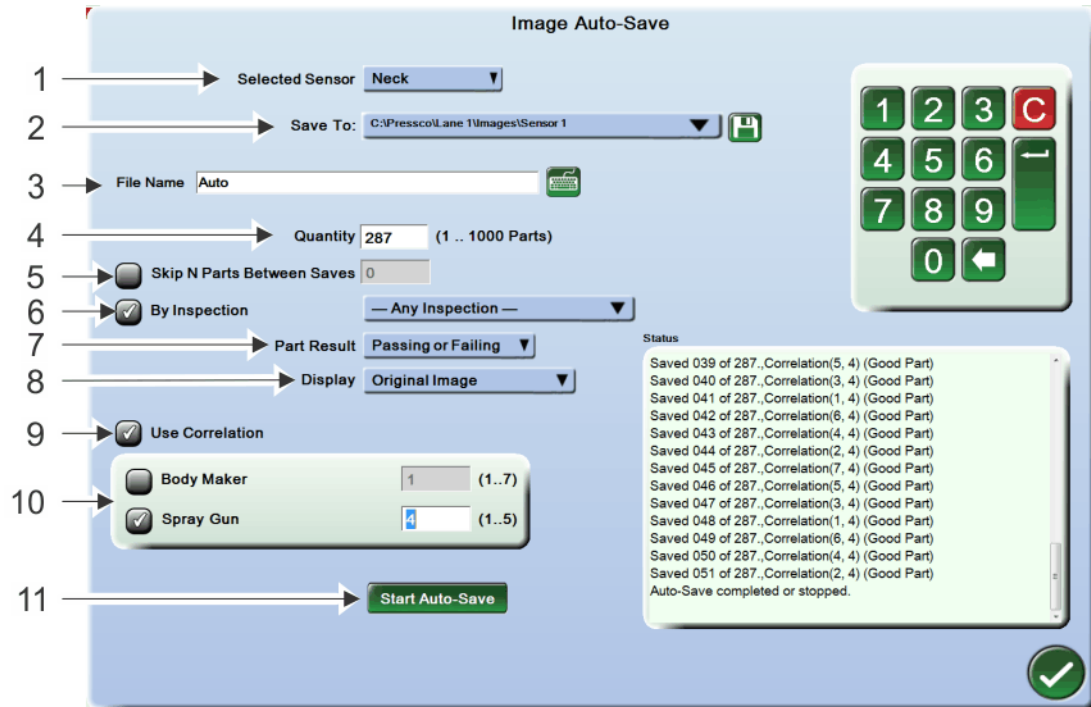 Image Auto-Save
1 Selected Sensor Neck
2 Save To: C:\Pressco\Lane 1\Images\Sensor 1
3 File Name Auto
4 Quantity 287 (1 .. 1000 Parts)
5 Skip N Parts Between Saves 0
6 By Inspection — Any Inspection —
7 Part Result Passing or Failing
8 Display Original Image
9 Use Correlation
10
Body Maker 1 (1..7)
Spray Gun 4 (1..5)
11 Start Auto-Save
1 2 3 C
4 5 6
7 8 9
0
Status
Saved 039 of 287.,Correlation(5, 4) (Good Part)
Saved 040 of 287.,Correlation(3, 4) (Good Part)
Saved 041 of 287.,Correlation(1, 4) (Good Part)
Saved 042 of 287.,Correlation(6, 4) (Good Part)
Saved 043 of 287.,Correlation(4, 4) (Good Part)
Saved 044 of 287.,Correlation(2, 4) (Good Part)
Saved 045 of 287.,Correlation(7, 4) (Good Part)
Saved 046 of 287.,Correlation(5, 4) (Good Part)
Saved 047 of 287.,Correlation(3, 4) (Good Part)
Saved 048 of 287.,Correlation(1, 4) (Good Part)
Saved 049 of 287.,Correlation(6, 4) (Good Part)
Saved 050 of 287.,Correlation(4, 4) (Good Part)
Saved 051 of 287.,Correlation(2, 4) (Good Part)
Auto-Save completed or stopped.